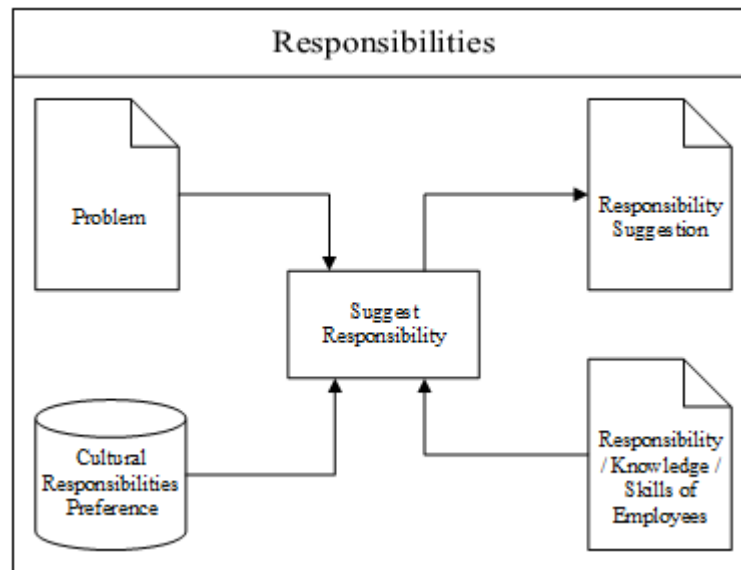 Responsibilities
Problem
Responsibility
Suggestion
Suggest
Responsibility
Cultural
Responsibilities
Preference
Responsibility
/ Knowledge /
Skills of
Employees